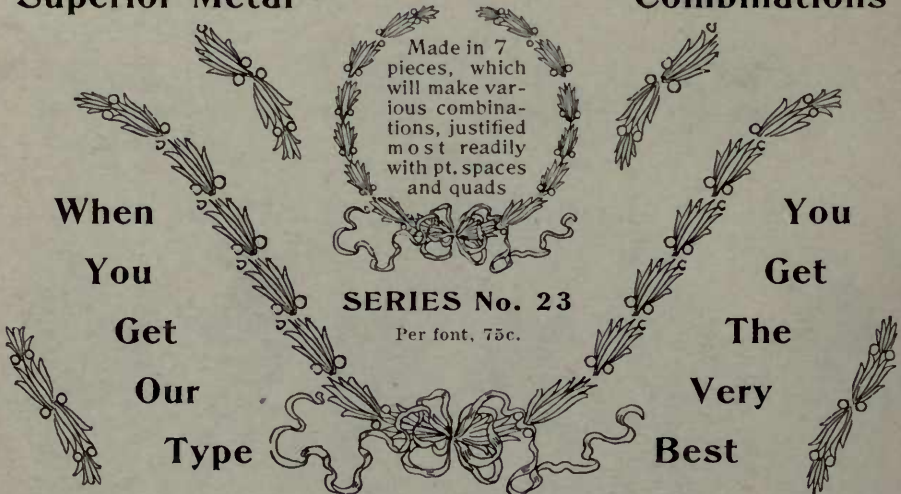 Superior Metal Combinations
Made in 7
pieces, which
will make var-
ious combina-
tions, justified
most readily
with pt. spaces
and quads
SERIES No. 23
Per font, 75c.
When
You
Get
Our
Type
You
Get
The
Very
Best